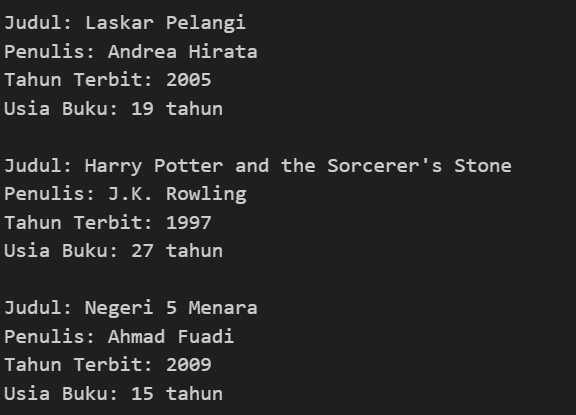 Judul: Laskar Pelangi
Penulis: Andrea Hirata
Tahun Terbit: 2005
Usia Buku: 19 tahun
Judul: Harry Potter and the Sorcerer's Stone
Penulis: J.K. Rowling
Tahun Terbit: 1997
Usia Buku: 27 tahun
Judul: Negeri 5 Menara
Penulis: Ahmad Fuadi
Tahun Terbit: 2009
Usia Buku: 15 tahun